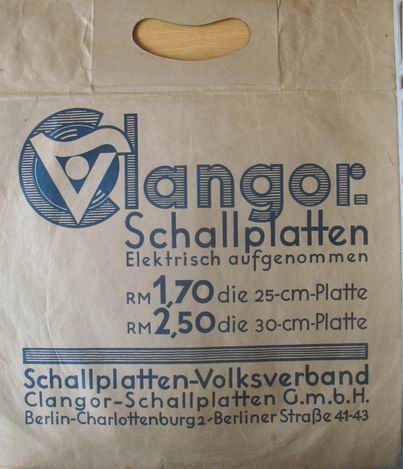 Clangor.
Schallplatten
Elektrisch aufgenommen
RM 1,70 die 25-cm-Platte
RM 2,50 die 30-cm-Platte
Schallplatten-Volksverband
Clangor-Schallplatten G.m.b.H.
Berlin-Charlottenburg 2 - Berliner Straße 41-43